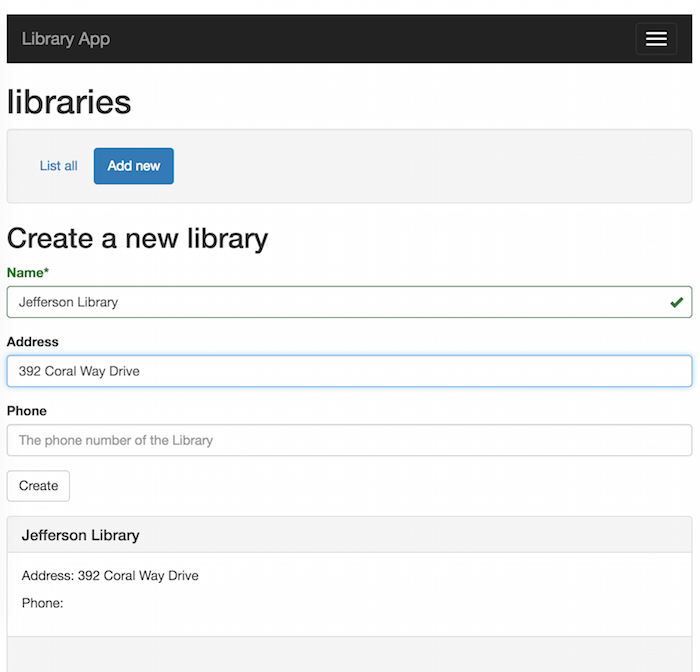 Library App
libraries
List all Add new
Create a new library
Name*
Jefferson Library
Address
392 Coral Way Drive
Phone
The phone number of the Library
Create
Jefferson Library
Address: 392 Coral Way Drive
Phone: